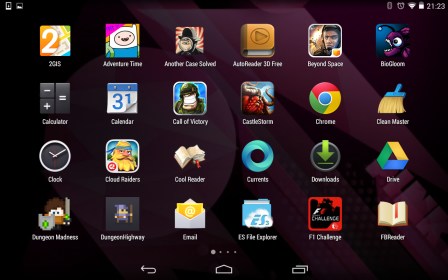 21:23
2
2GIS
Adventure Time
Another Case Solved
AutoReader 3D Free
Beyond Space
BioGloom
31
Calculator
Calendar
Call of Victory
CastleStorm
Chrome
Clean Master
Clock
Cloud Raiders
Cool Reader
Currents
Downloads
Drive
ES
F1 CHALLENGE
Dungeon Madness
DungeonHighway
Email
ES File Explorer
F1 Challenge
FBReader